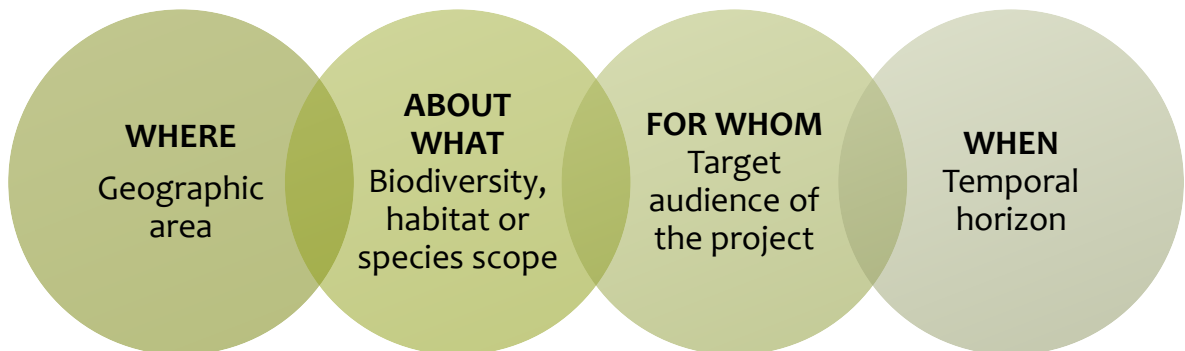 WHERE
Geographic
area
ABOUT
WHAT
Biodiversity,
habitat or
species scope
FOR WHOM
Target
audience of
the project
WHEN
Temporal
horizon